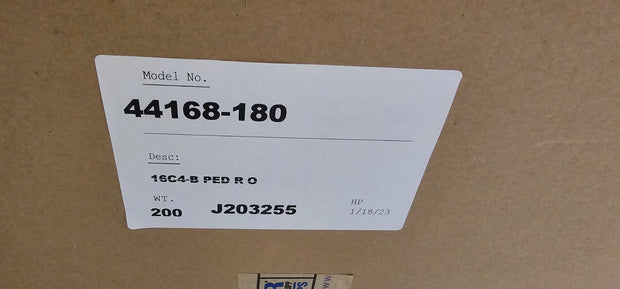 Model No.
44168-180
Desc:
16C4-B PED R O
WT.
200
J203255
HP
1/18/23